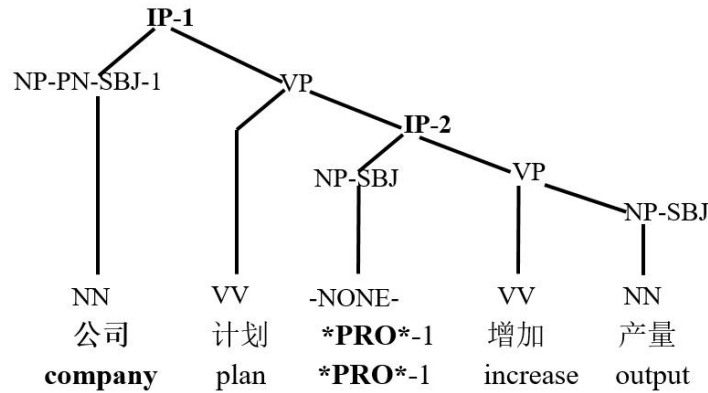 IP-1
NP-PN-SBJ-1
VP
IP-2
NP-SBJ
VP
NP-SBJ
NN VV -NONE- VV NN
公司 计划 *PRO*-1 增加 产量
company plan *PRO*-1 increase output